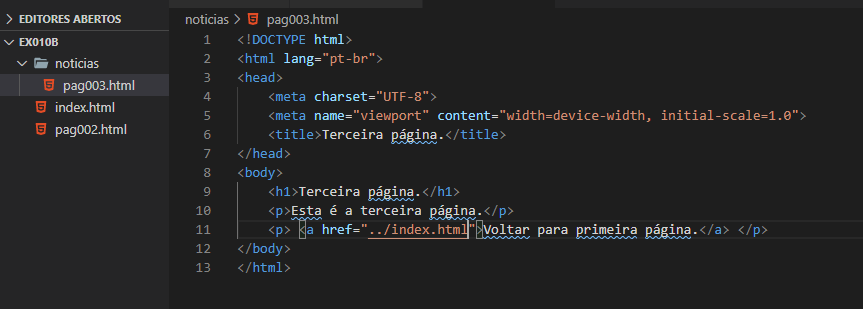 EDITORES ABERTOS
EX010B
noticias
pag003.html
index.html
pag002.html
noticias > pag003.html
1 <!DOCTYPE html>
2 <html lang="pt-br">
3 <head>
4 <meta charset="UTF-8">
5 <meta name="viewport" content="width=device-width, initial-scale=1.0">
6 <title>Terceira página.</title>
7 </head>
8 <body>
9 <h1>Terceira página.</h1>
10 <p>Esta é a terceira página.</p>
11 <p> <a href="../index.html">Voltar para primeira página.</a> </p>
12 </body>
13 </html>